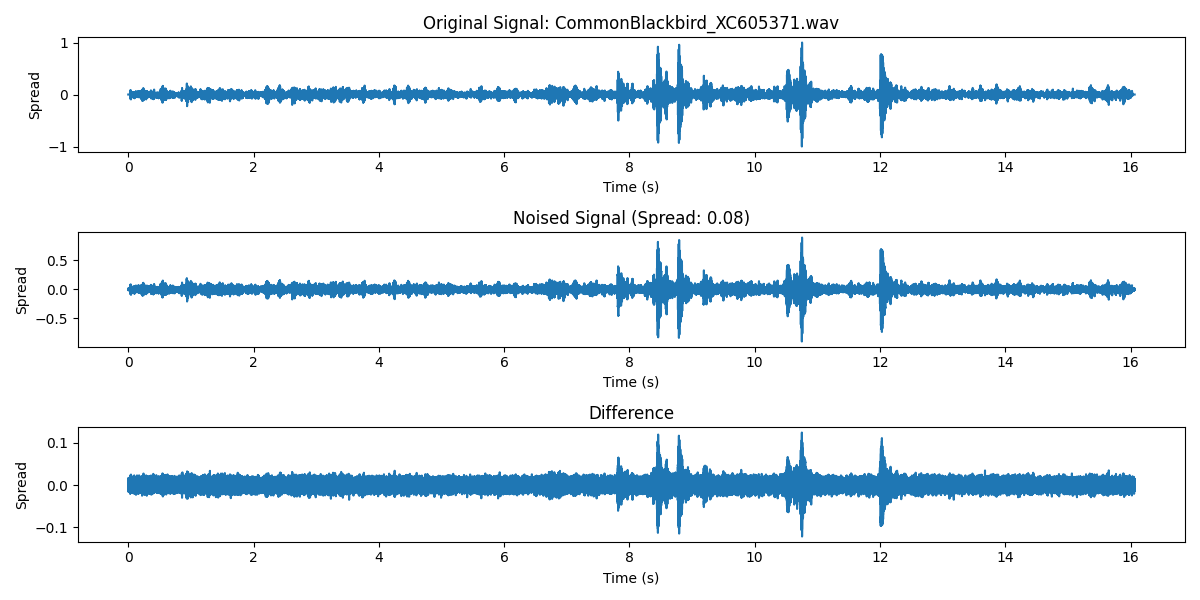 Original Signal: CommonBlackbird_XC605371.wav
Spread
1
0
−1
0 2 4 6 8 10 12 14 16
Time (s)
Noised Signal (Spread: 0.08)
Spread
0.5
0.0
−0.5
0 2 4 6 8 10 12 14 16
Time (s)
Difference
Spread
0.1
0.0
−0.1
0 2 4 6 8 10 12 14 16
Time (s)